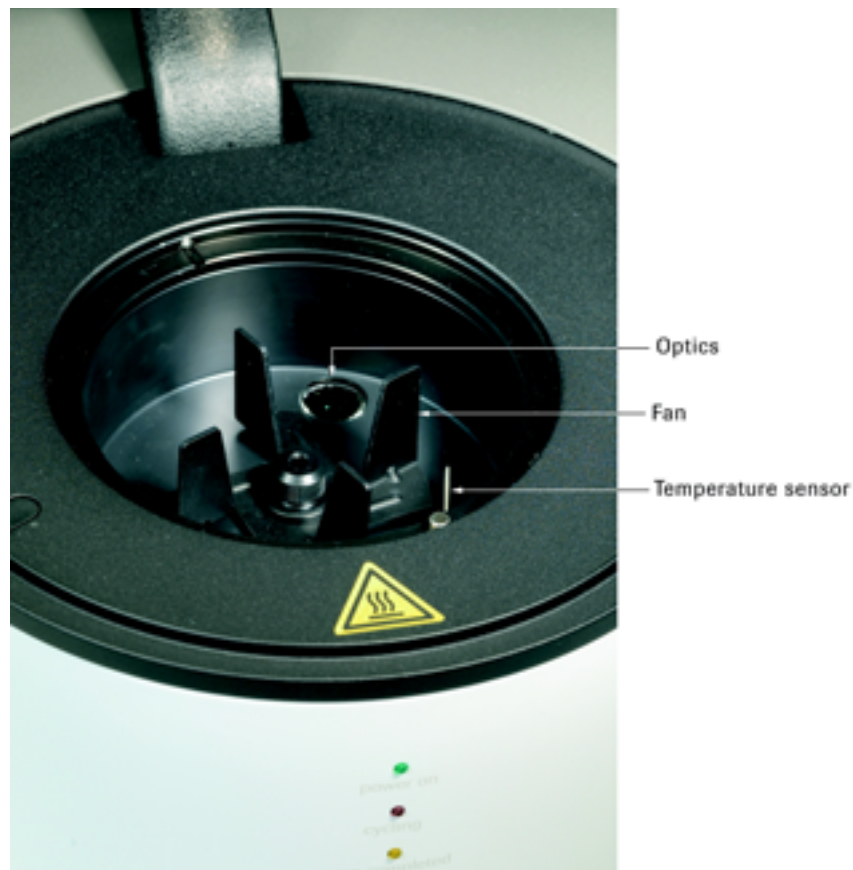 Optics
Fan
Temperature sensor
power on
cycling